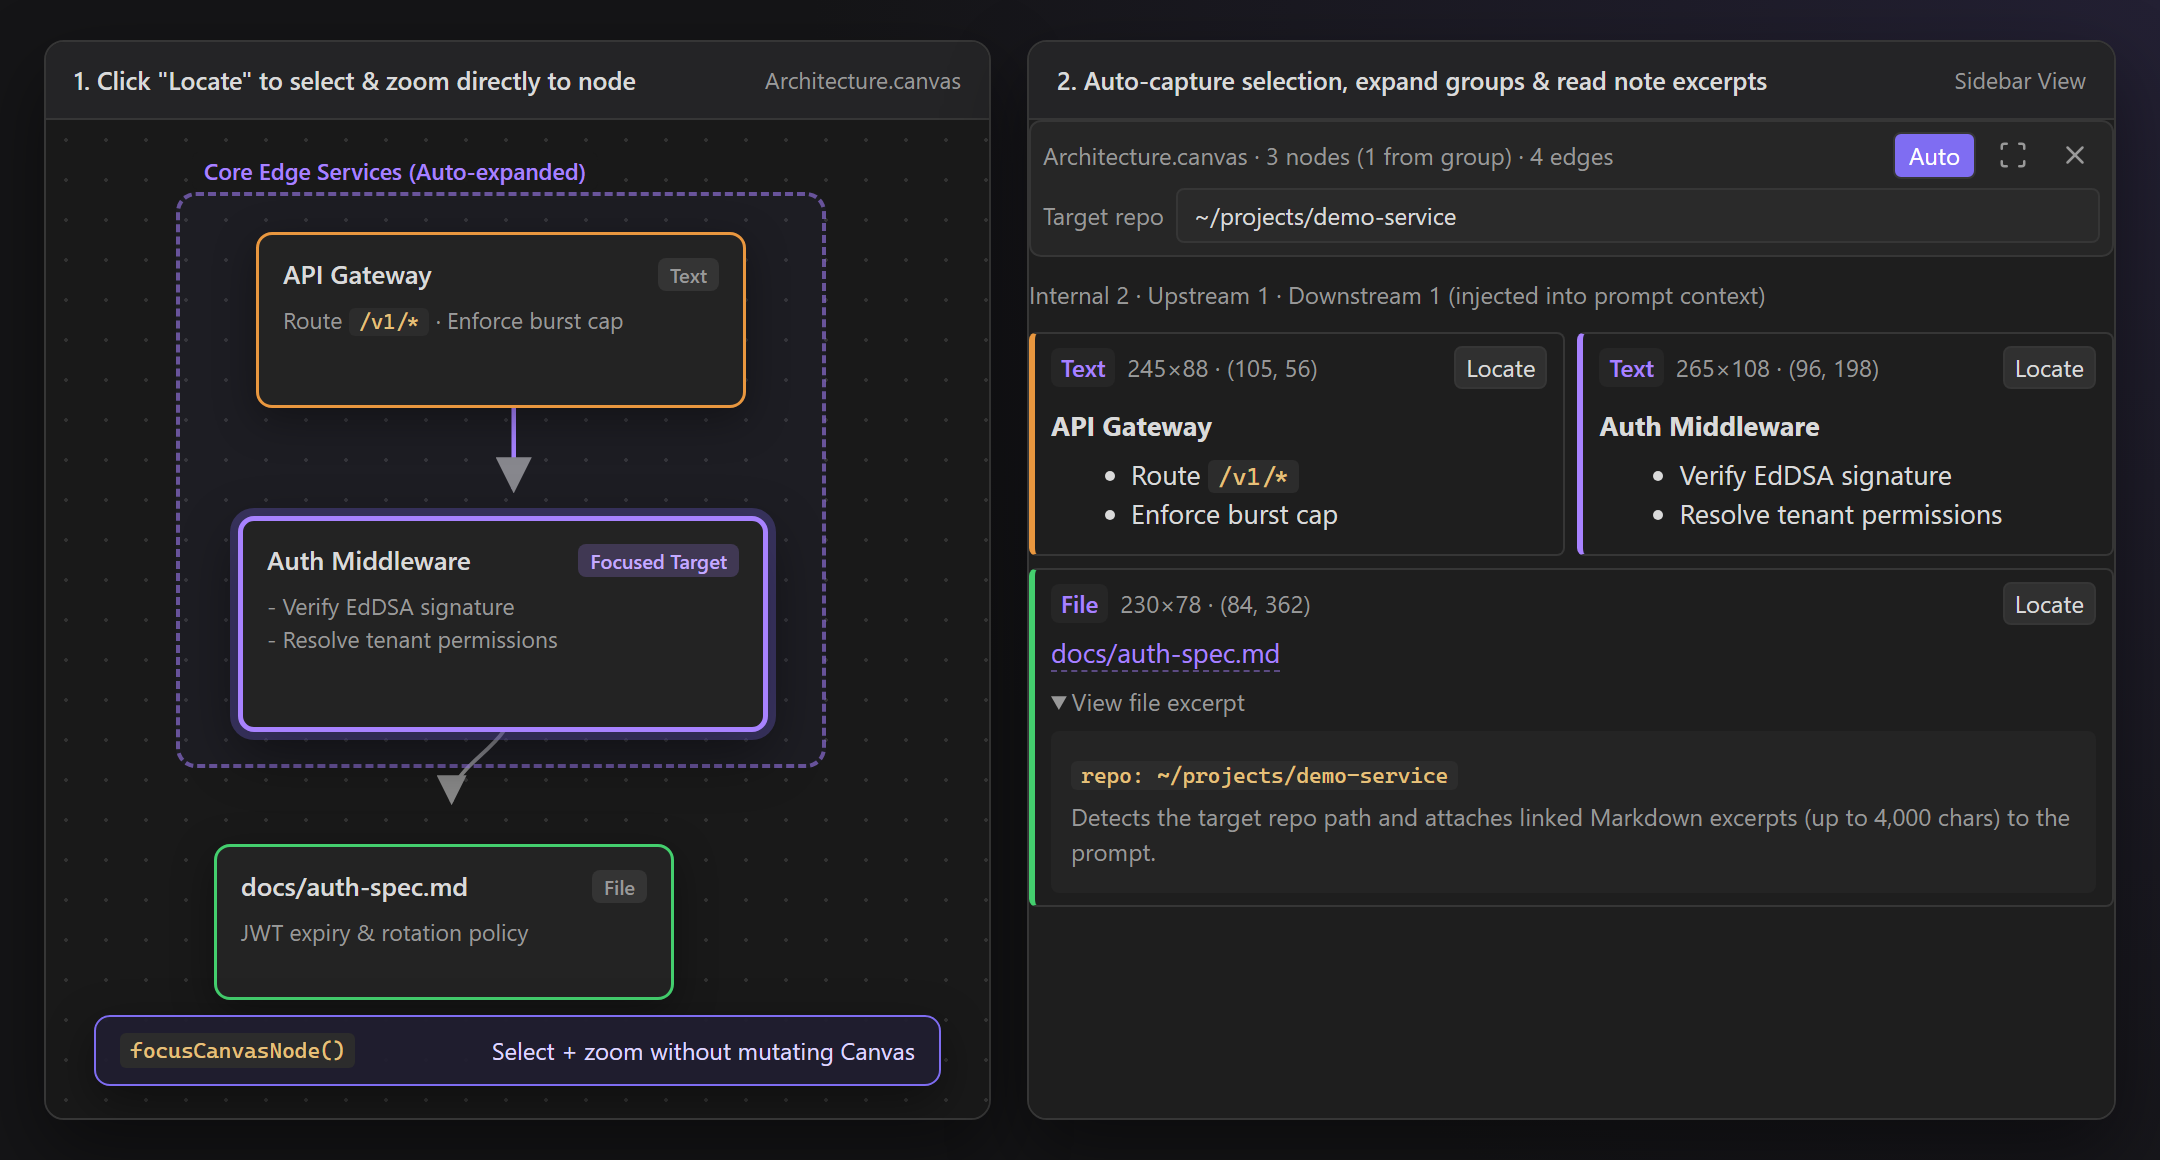 1. Click "Locate" to select & zoom directly to node
Architecture.canvas
Core Edge Services (Auto-expanded)
API Gateway
Text
Route /v1/* · Enforce burst cap
Auth Middleware
Focused Target
- Verify EdDSA signature
- Resolve tenant permissions
docs/auth-spec.md
File
JWT expiry & rotation policy
focusCanvasNode()
Select + zoom without mutating Canvas
2. Auto-capture selection, expand groups & read note excerpts
Sidebar View
Architecture.canvas · 3 nodes (1 from group) · 4 edges
Auto
Target repo
~/projects/demo-service
Internal 2 · Upstream 1 · Downstream 1 (injected into prompt context)
Text 245×88 · (105, 56)
Locate
API Gateway
• Route /v1/*
• Enforce burst cap
Text 265×108 · (96, 198)
Locate
Auth Middleware
• Verify EdDSA signature
• Resolve tenant permissions
File 230×78 · (84, 362)
Locate
docs/auth-spec.md
▼ View file excerpt
repo: ~/projects/demo-service
Detects the target repo path and attaches linked Markdown excerpts (up to 4,000 chars) to the
prompt.